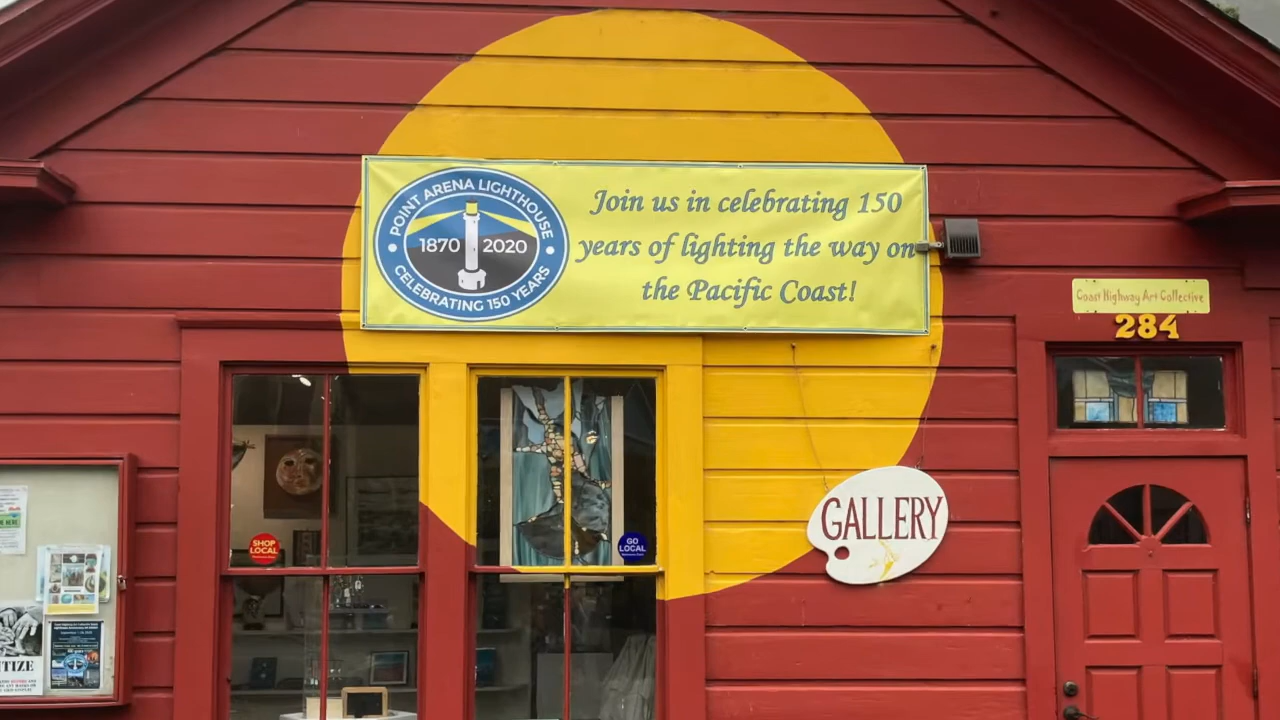 POINT ARENA LIGHTHOUSE
1870 2020
CELEBRATING 150 YEARS
Join us in celebrating 150
years of lighting the way on
the Pacific Coast!
Coast Highway Art Collective
284
GALLERY
SHOP
LOCAL
GO
LOCAL